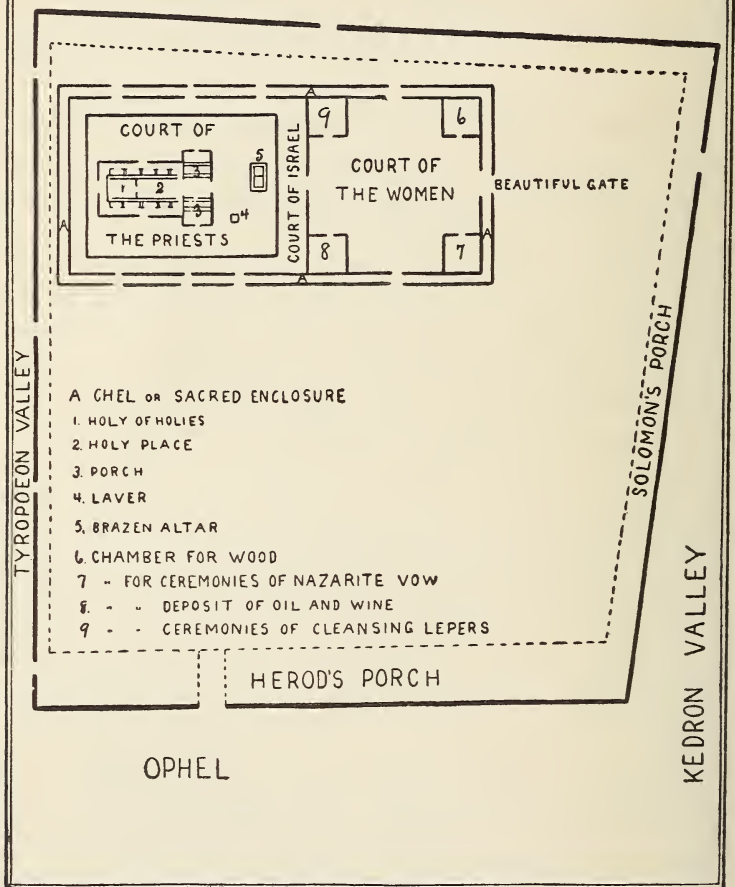 COURT OF
THE PRIESTS
1
2
3
3
4
5
COURT OF ISRAEL
9
6
COURT OF
THE WOMEN
8
7
A
A
A
A
BEAUTIFUL GATE
TYROPOEON VALLEY
SOLOMON'S PORCH
KEDRON VALLEY
A CHEL OR SACRED ENCLOSURE
1. HOLY OF HOLIES
2. HOLY PLACE
3. PORCH
4. LAVER
5. BRAZEN ALTAR
6. CHAMBER FOR WOOD
7 " FOR CEREMONIES OF NAZARITE VOW
8. " " DEPOSIT OF OIL AND WINE
9 " " CEREMONIES OF CLEANSING LEPERS
HEROD'S PORCH
OPHEL